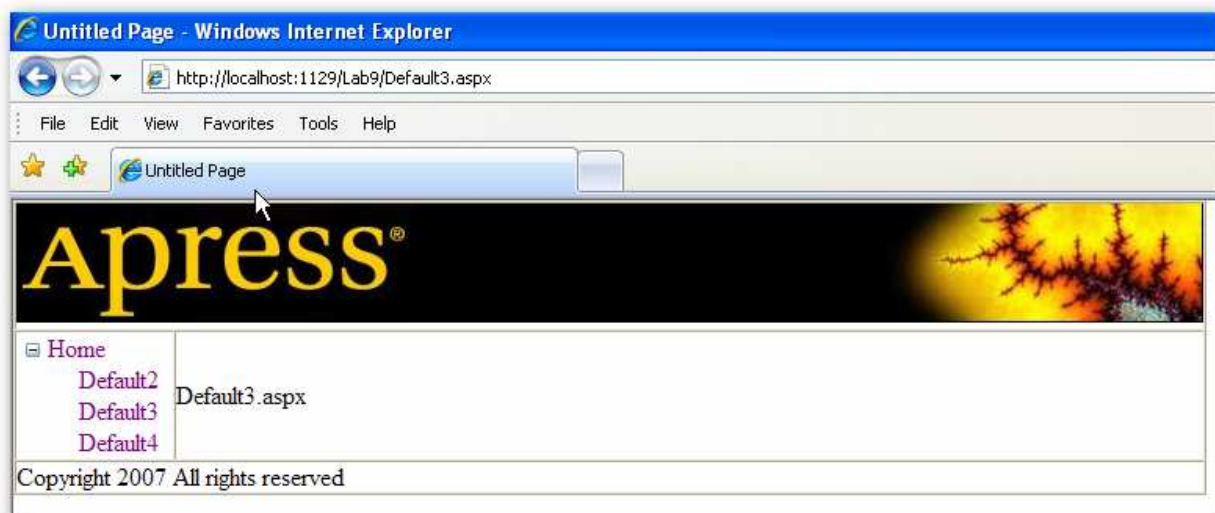 Untitled Page - Windows Internet Explorer
http://localhost:1129/Lab9/Default3.aspx
File Edit View Favorites Tools Help
Untitled Page
Apress®
Home
Default2
Default3
Default4
Default3.aspx
Copyright 2007 All rights reserved